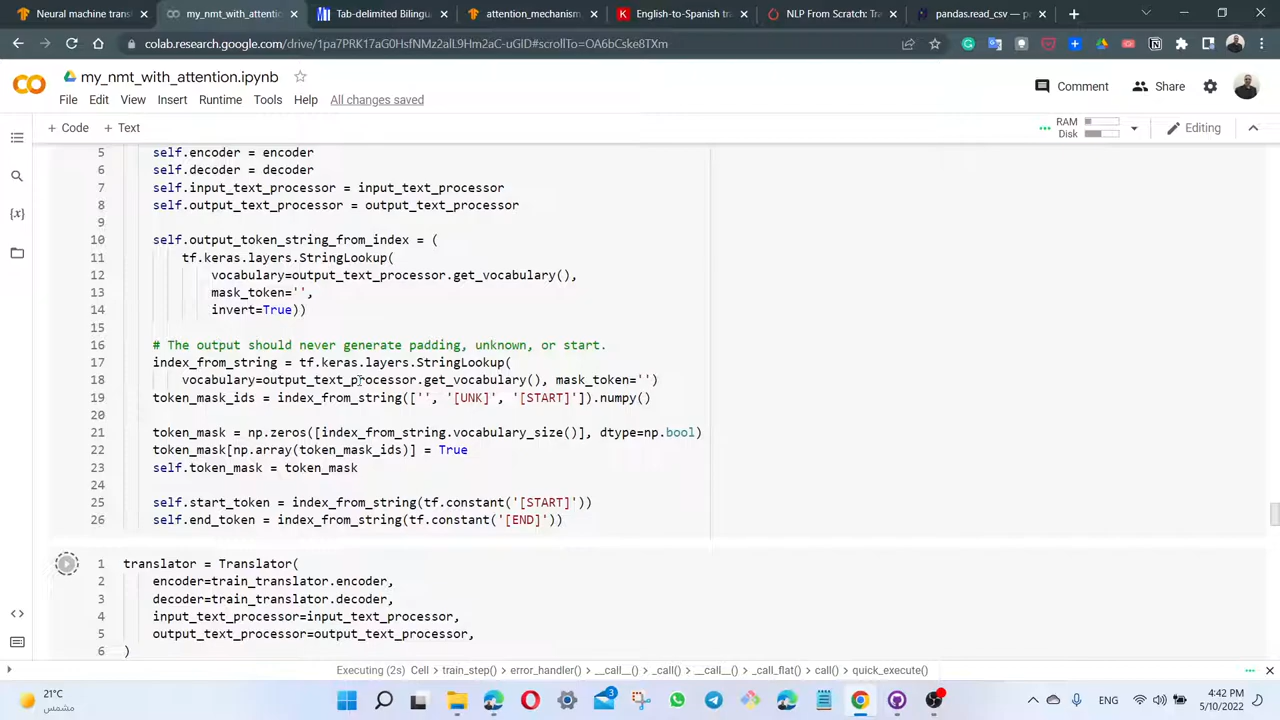 Neural machine trans
my_nmt_with_attenti
Tab-delimited Bilingu
attention_mechanism.
English-to-Spanish tra
NLP From Scratch: Tra
pandas.read_csv — pa
colab.research.google.com/drive/1pa7PRK17aG0HsfNMz2alL9Hm2aC-uGID#scrollTo=OA6bCske8TXm
my_nmt_with_attention.ipynb
Comment Share
File Edit View Insert Runtime Tools Help All changes saved
+ Code + Text
RAM
Disk
Editing
5 self.encoder = encoder
6 self.decoder = decoder
7 self.input_text_processor = input_text_processor
8 self.output_text_processor = output_text_processor
9
10 self.output_token_string_from_index = (
11 tf.keras.layers.StringLookup(
12 vocabulary=output_text_processor.get_vocabulary(),
13 mask_token='',
14 invert=True))
15
16 # The output should never generate padding, unknown, or start.
17 index_from_string = tf.keras.layers.StringLookup(
18 vocabulary=output_text_processor.get_vocabulary(), mask_token='')
19 token_mask_ids = index_from_string(['', '[UNK]', '[START]']).numpy()
20
21 token_mask = np.zeros([index_from_string.vocabulary_size()], dtype=np.bool)
22 token_mask[np.array(token_mask_ids)] = True
23 self.token_mask = token_mask
24
25 self.start_token = index_from_string(tf.constant('[START]'))
26 self.end_token = index_from_string(tf.constant('[END]'))
1 translator = Translator(
2 encoder=train_translator.encoder,
3 decoder=train_translator.decoder,
4 input_text_processor=input_text_processor,
5 output_text_processor=output_text_processor,
6 )
Executing (2s) Cell > train_step() > error_handler() > __call__() > _call() > __call__() > _call_flat() > call() > quick_execute()
21°C
مشمس
3
ENG
4:42 PM
5/10/2022